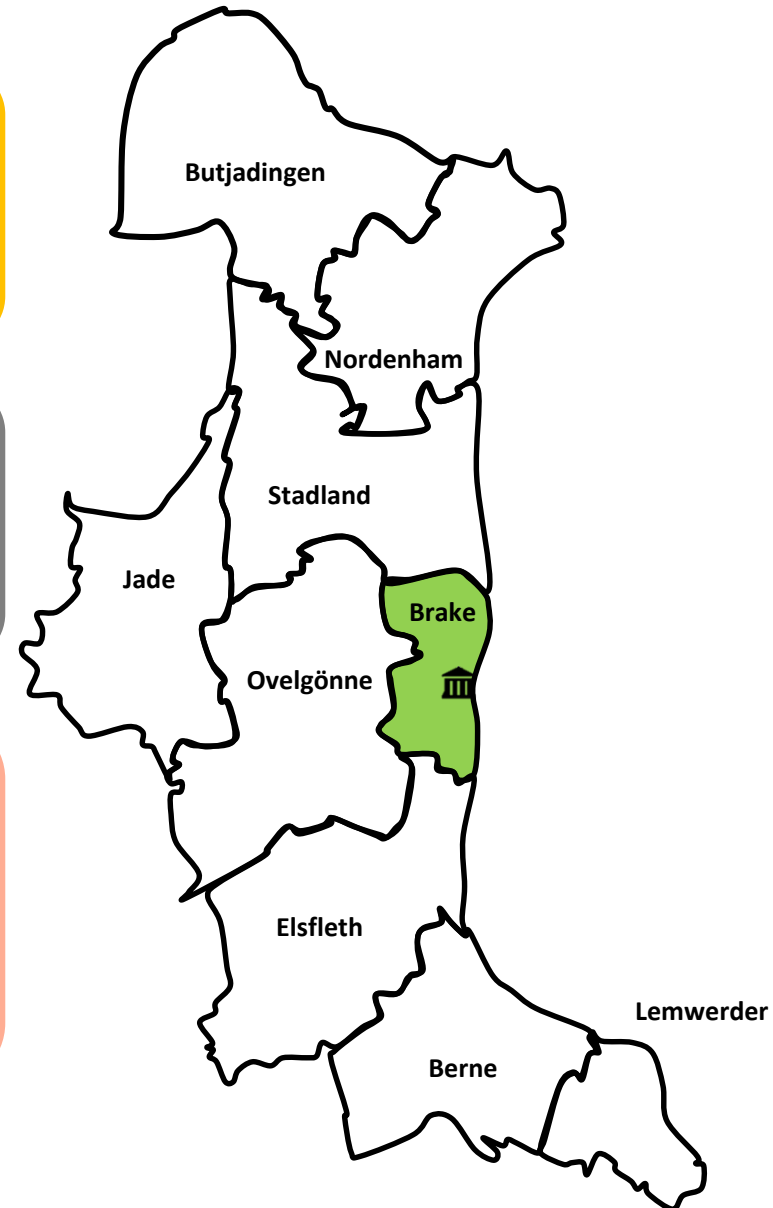 Butjadingen
Nordenham
Stadland
Jade
Brake
Ovelgönne
Elsfleth
Lemwerder
Berne